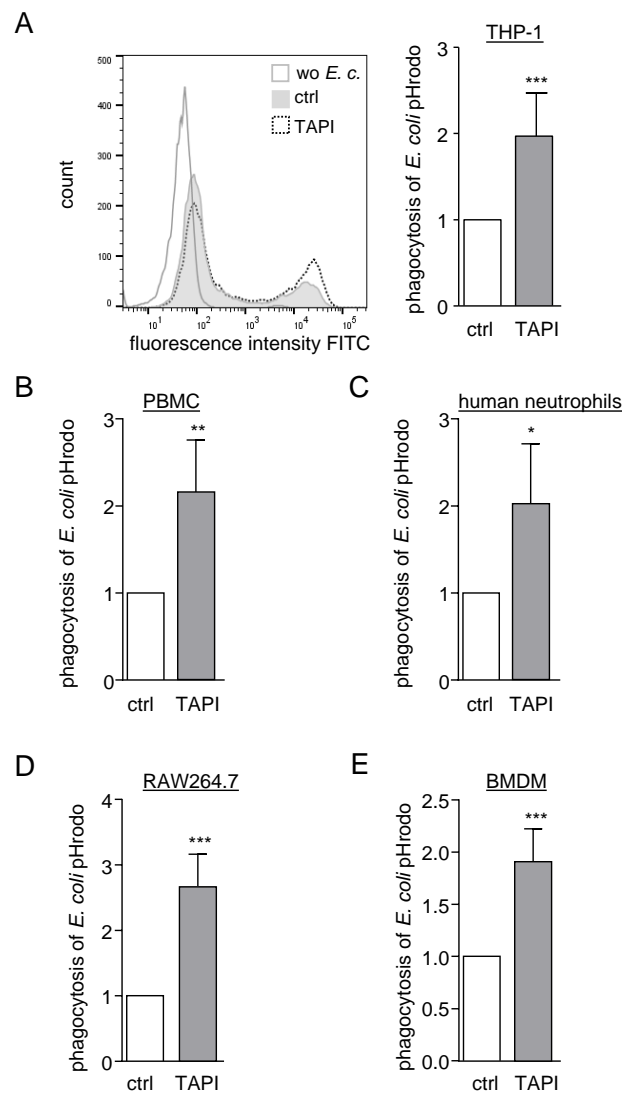 A
500
400
300
200
100
0
count
10¹ 10² 10³ 10⁴ 10⁵
fluorescence intensity FITC
wo E. c.
ctrl
TAPI
THP-1
phagocytosis of E. coli pHrodo
3
2
1
0
***
ctrl TAPI
B
PBMC
phagocytosis of E. coli pHrodo
3
2
1
0
**
ctrl TAPI
C
human neutrophils
phagocytosis of E. coli pHrodo
3
2
1
0
*
ctrl TAPI
D
RAW264.7
phagocytosis of E. coli pHrodo
4
3
2
1
0
***
ctrl TAPI
E
BMDM
phagocytosis of E. coli pHrodo
2.5
2.0
1.5
1.0
0.5
0.0
***
ctrl TAPI